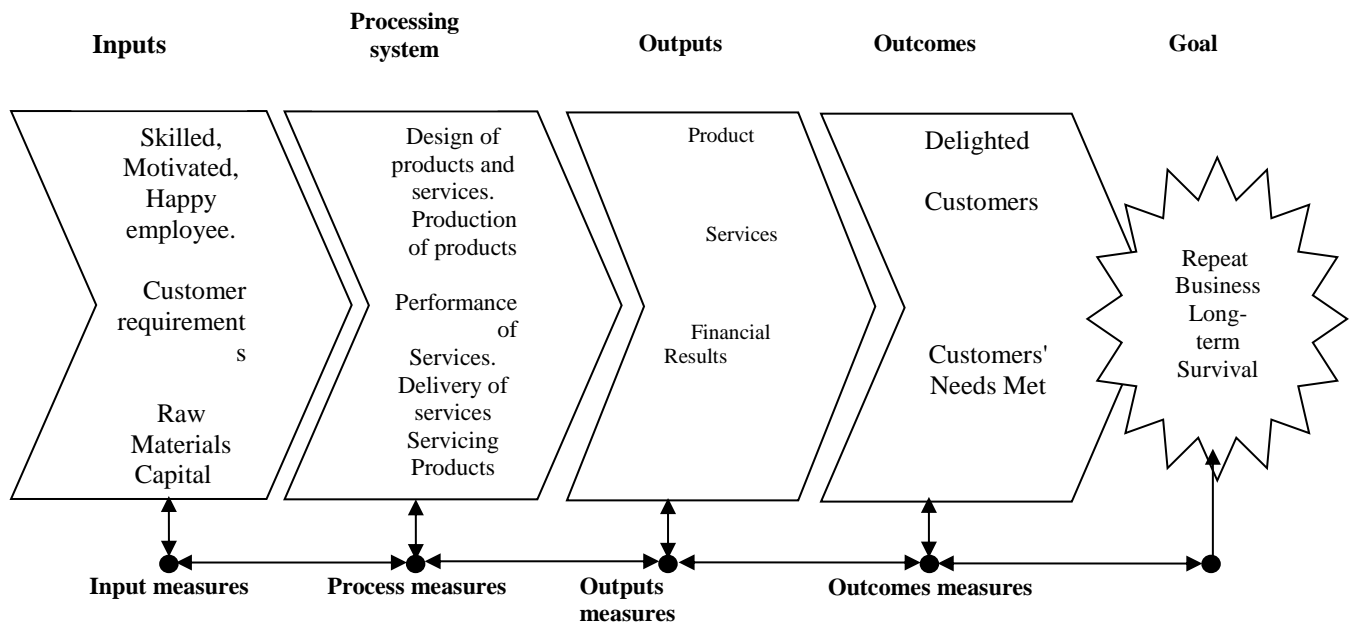 Inputs
Processing
system
Outputs
Outcomes
Goal
Skilled,
Motivated,
Happy
employee.
Customer
requirement
s
Raw
Materials
Capital
Design of
products and
services.
Production
of products
Performance
of
Services.
Delivery of
services
Servicing
Products
Product
Services
Financial
Results
Delighted
Customers
Customers'
Needs Met
Repeat
Business
Long-
term
Survival
Input measures
Process measures
Outputs
measures
Outcomes measures